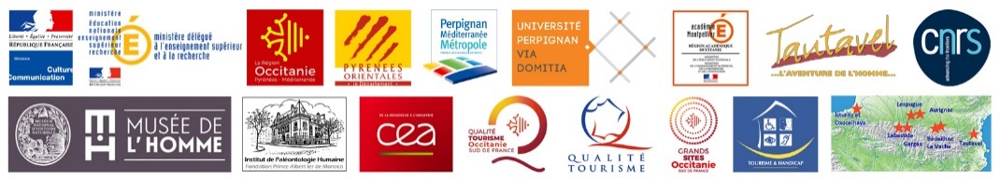 Liberté • Égalité • Fraternité
RÉPUBLIQUE FRANÇAISE
Culture
Communication
ministère
éducation
nationale
enseignement
supérieur
recherche
ministère délégué
à l'enseignement supérieur
et à la recherche
La Région
Occitanie
Pyrénées - Méditerranée
PYRENEES
ORIENTALES
le Département
Perpignan
Méditerranée
Métropole
UNIVERSITÉ
PERPIGNAN
VIA
DOMITIA
académie
Montpellier
RÉGION ACADÉMIQUE
OCCITANIE
Tautavel
...L'AVENTURE DE L'HOMME...
cnrs
MUSÉE DE
L'HOMME
Institut de Paléontologie Humaine
Fondation Prince Albert Ier de Monaco
DE LA RECHERCHE À L'INDUSTRIE
cea
QUALITÉ
TOURISME
Occitanie
SUD DE FRANCE
QUALITÉ
TOURISME
GRANDS
SITES
Occitanie
SUD DE FRANCE
TOURISME & HANDICAP
Isturitz et
Oxocelhaya
Lespugue
Aurignac
Labastide
Gargas
Bédeilhac
La Vache
Tautavel